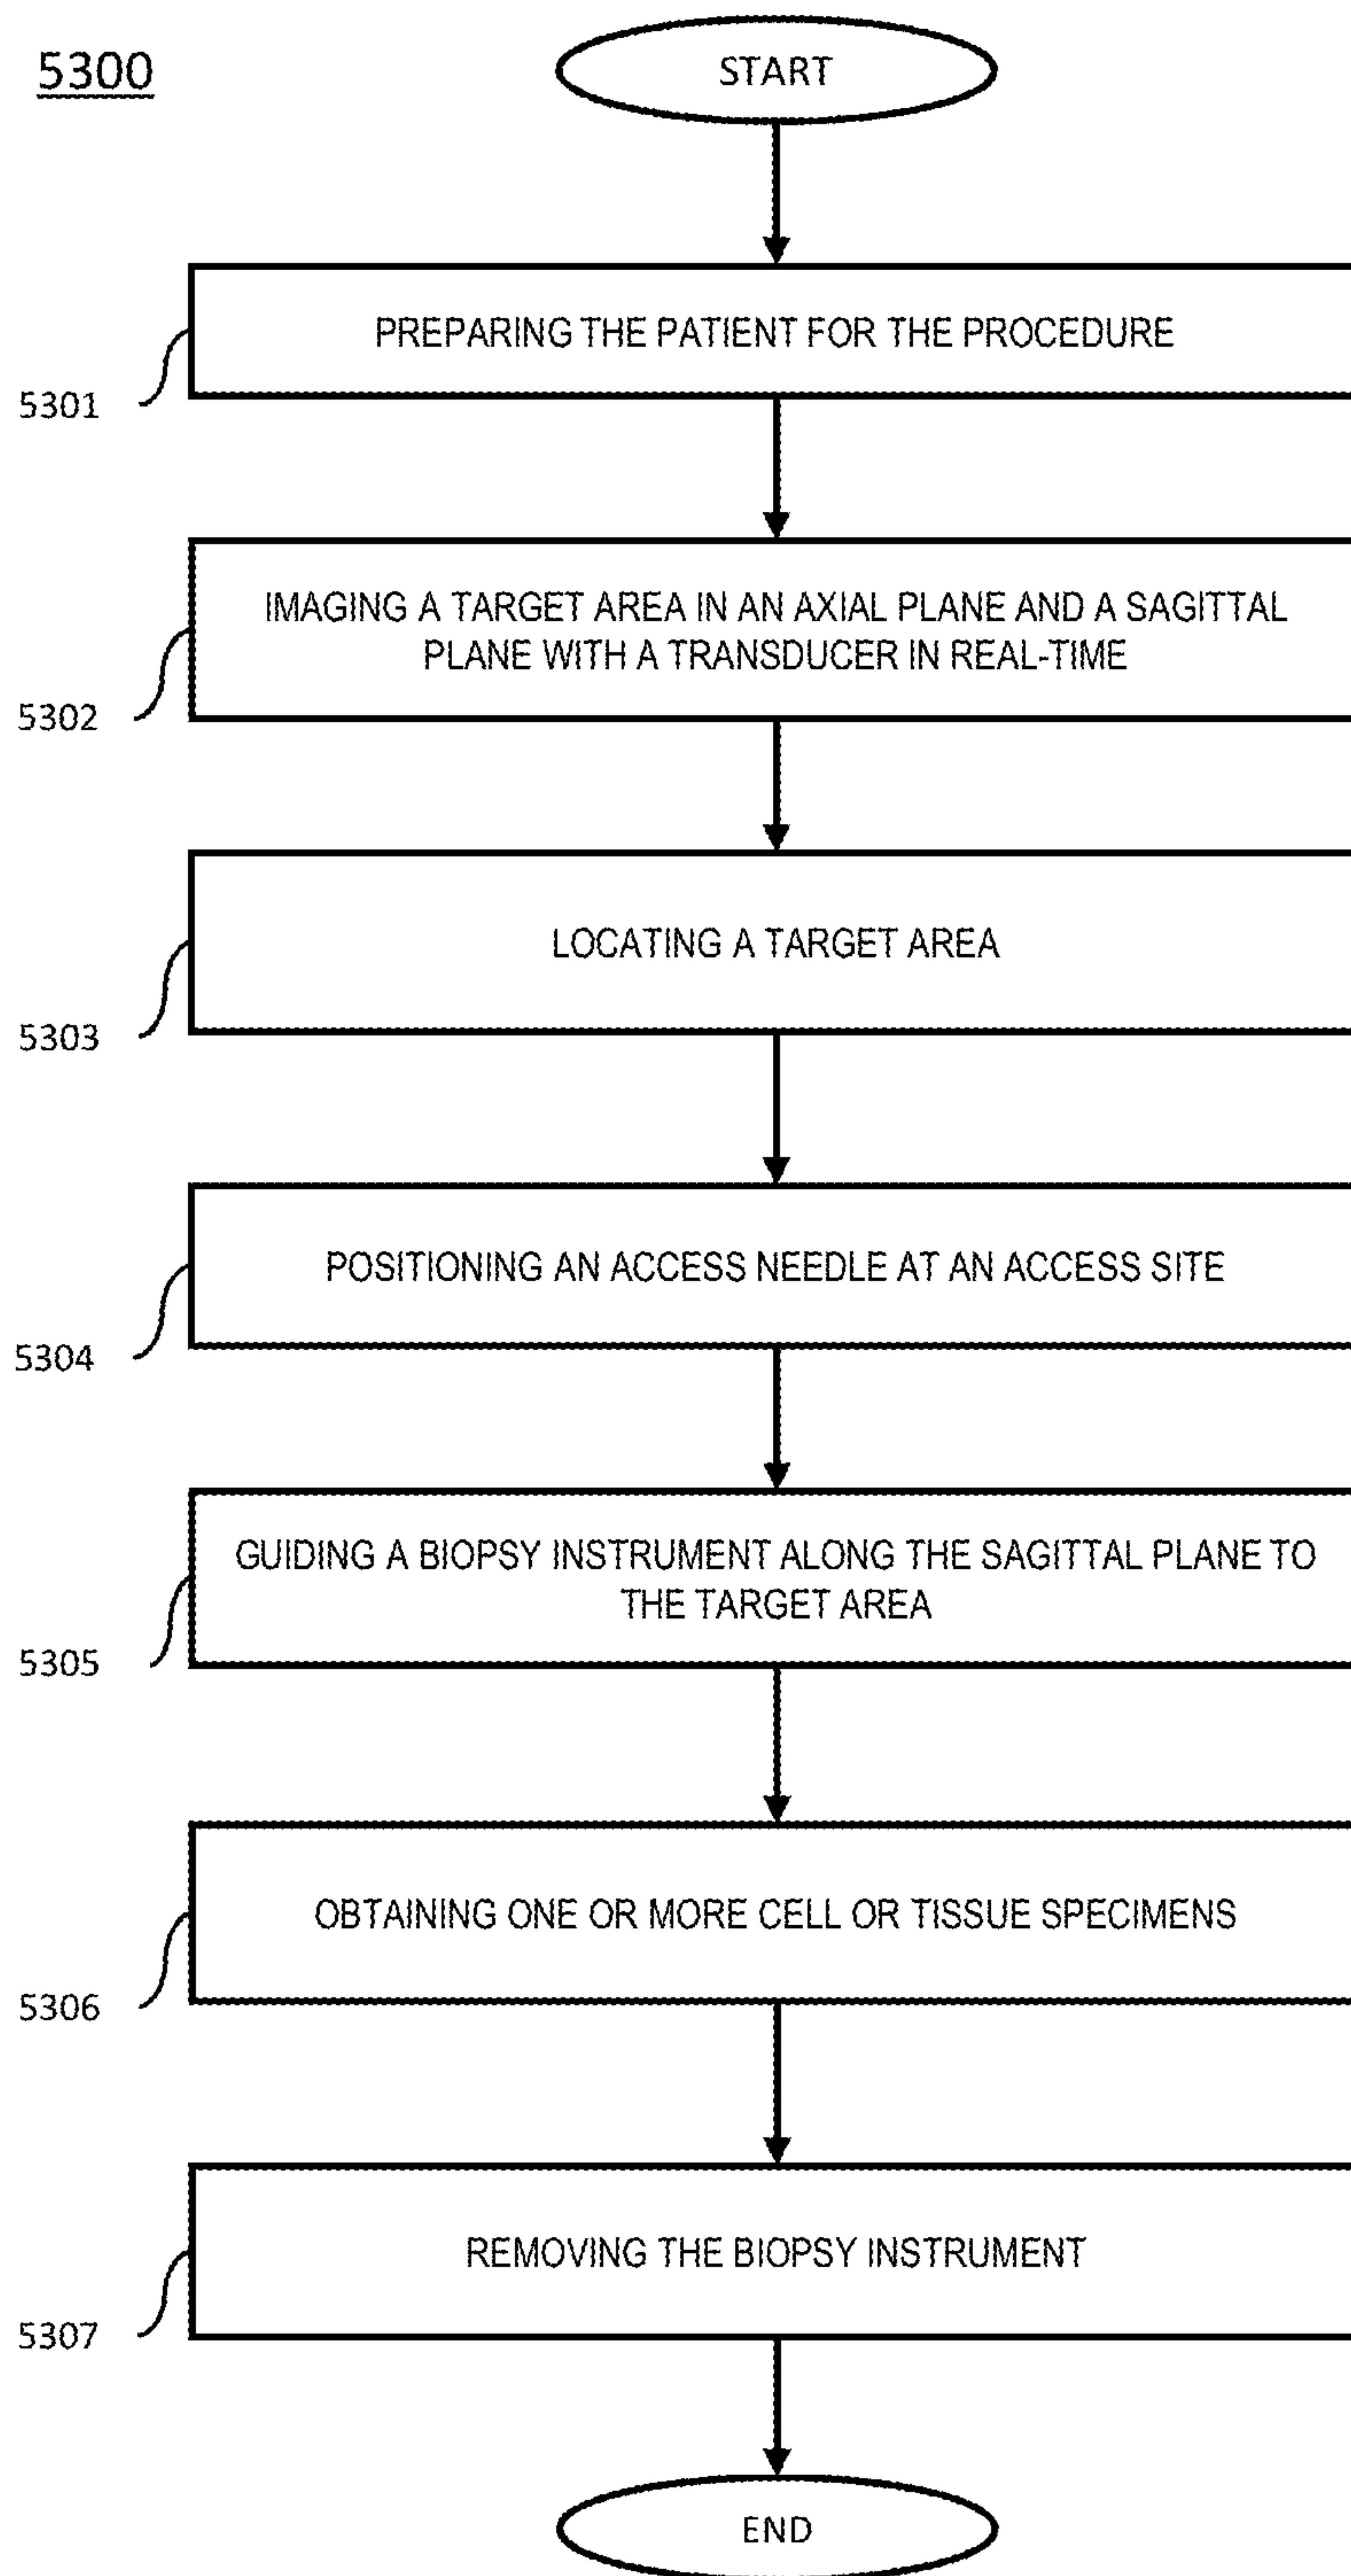 5300
START
PREPARING THE PATIENT FOR THE PROCEDURE
5301
IMAGING A TARGET AREA IN AN AXIAL PLANE AND A SAGITTAL
PLANE WITH A TRANSDUCER IN REAL-TIME
5302
LOCATING A TARGET AREA
5303
POSITIONING AN ACCESS NEEDLE AT AN ACCESS SITE
5304
GUIDING A BIOPSY INSTRUMENT ALONG THE SAGITTAL PLANE TO
THE TARGET AREA
5305
OBTAINING ONE OR MORE CELL OR TISSUE SPECIMENS
5306
REMOVING THE BIOPSY INSTRUMENT
5307
END